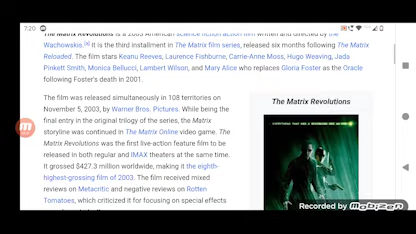 7:20
The Matrix Revolutions is a 2003 American science fiction action film written and directed by the
Wachowskis.[4] It is the third installment in The Matrix film series, released six months following The Matrix
Reloaded. The film stars Keanu Reeves, Laurence Fishburne, Carrie-Anne Moss, Hugo Weaving, Jada
Pinkett Smith, Monica Bellucci, Lambert Wilson, and Mary Alice who replaces Gloria Foster as the Oracle
following Foster's death in 2001.
The film was released simultaneously in 108 territories on
November 5, 2003, by Warner Bros. Pictures. While being the
final entry in the original trilogy of the series, the Matrix
storyline was continued in The Matrix Online video game. The
Matrix Revolutions was the first live-action feature film to
be released in both regular and IMAX theaters at the same time.
It grossed $427.3 million worldwide, making it the eighth-
highest-grossing film of 2003. The film received mixed
reviews on Metacritic and negative reviews on Rotten
Tomatoes, which criticized it for focusing on special effects
The Matrix Revolutions
EVERYTHING THAT HAS A BEGINNING HAS AN END
Recorded by MOBIZEN